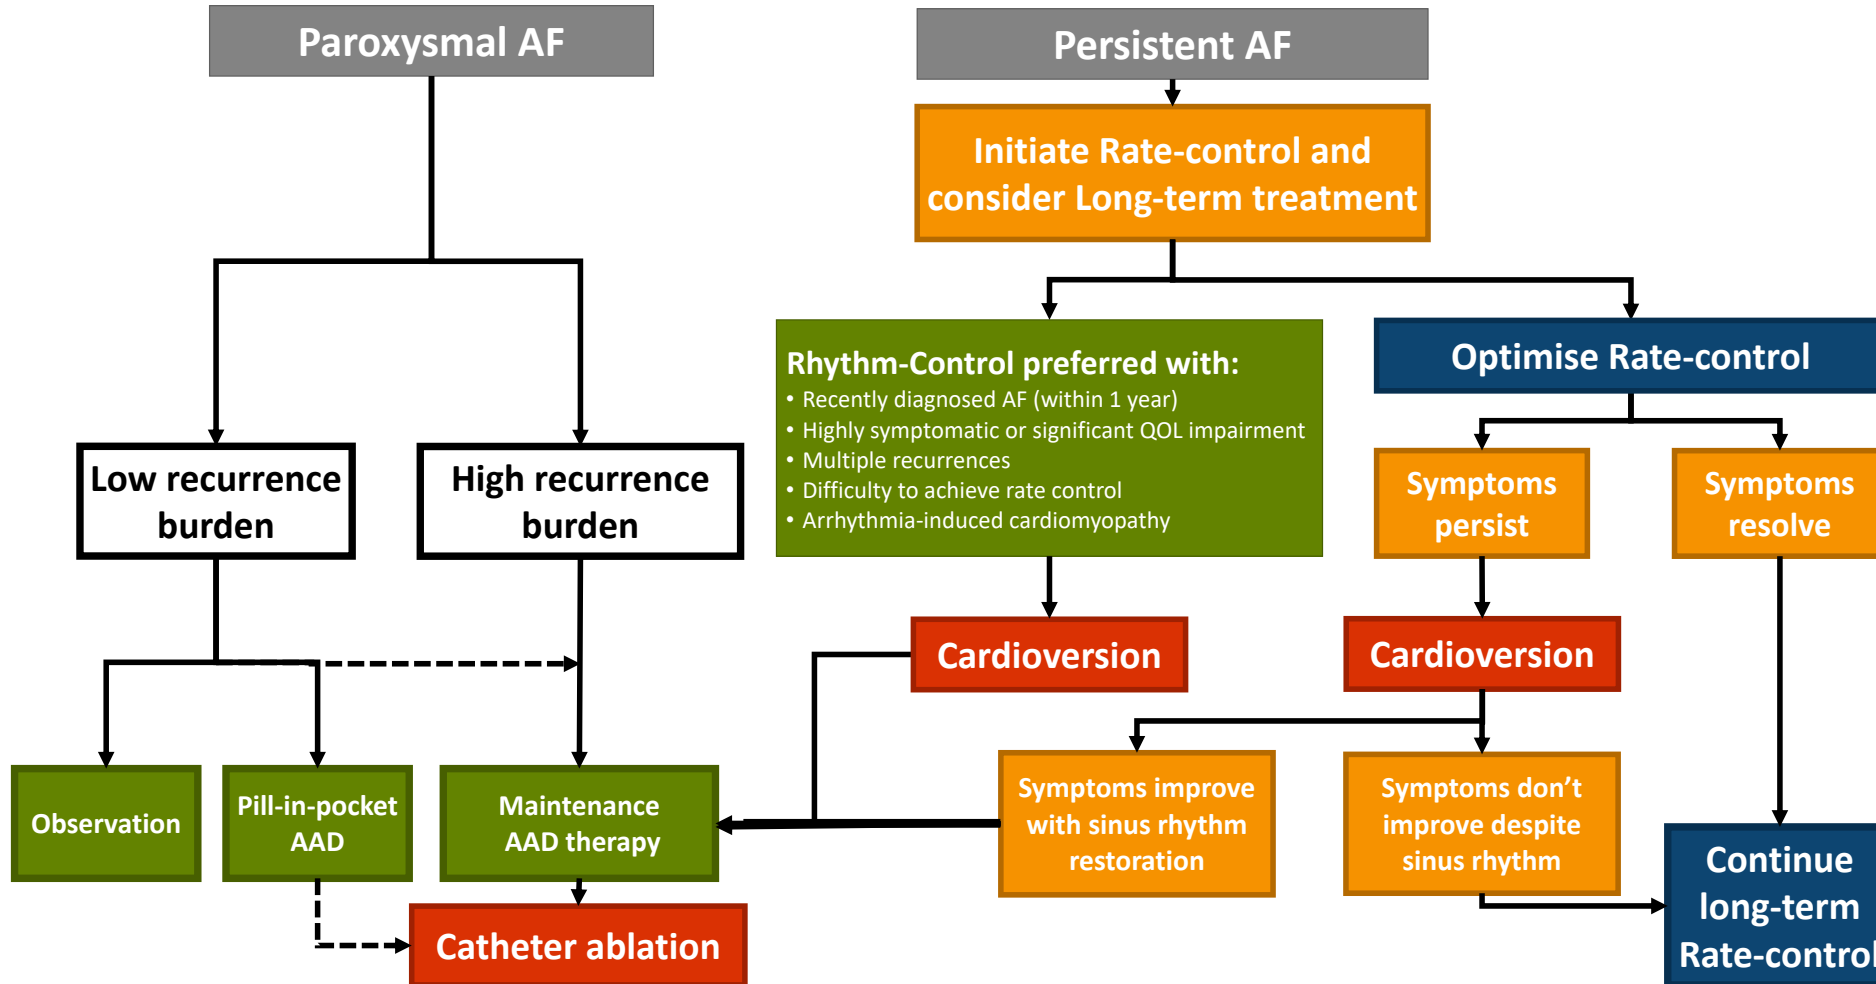 Paroxysmal AF
Persistent AF
Initiate Rate-control and
consider Long-term treatment
Rhythm-Control preferred with:
• Recently diagnosed AF (within 1 year)
• Highly symptomatic or significant QOL impairment
• Multiple recurrences
• Difficulty to achieve rate control
• Arrhythmia-induced cardiomyopathy
Optimise Rate-control
Low recurrence
burden
High recurrence
burden
Symptoms
persist
Symptoms
resolve
Cardioversion
Cardioversion
Observation
Pill-in-pocket
AAD
Maintenance
AAD therapy
Symptoms improve
with sinus rhythm
restoration
Symptoms don’t
improve despite
sinus rhythm
Catheter ablation
Continue
long-term
Rate-control